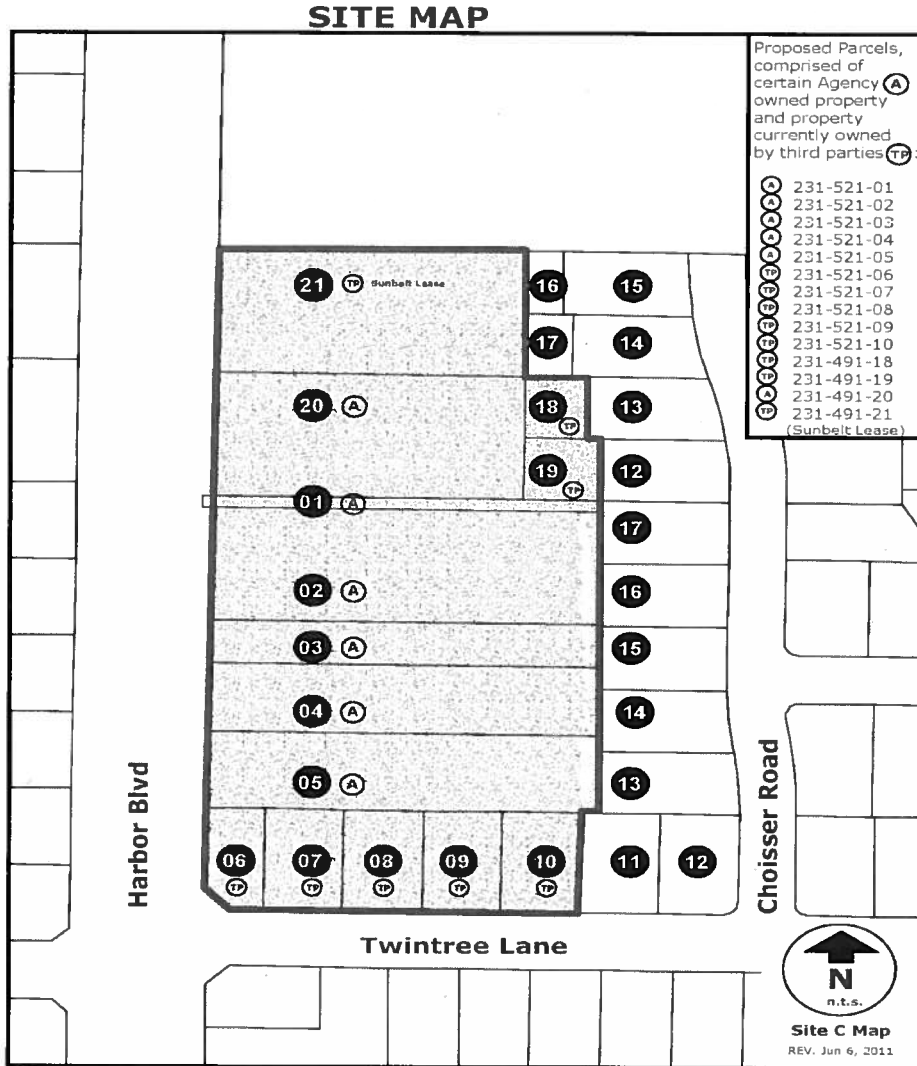 SITE MAP
Proposed Parcels,
comprised of
certain Agency A
owned property
and property
currently owned
by third parties TP :
A 231-521-01
A 231-521-02
A 231-521-03
A 231-521-04
A 231-521-05
TP 231-521-06
TP 231-521-07
TP 231-521-08
TP 231-521-09
TP 231-521-10
TP 231-491-18
TP 231-491-19
A 231-491-20
TP 231-491-21
(Sunbelt Lease)
21 TP Sunbelt Lease
16 15
17 14
20 A
18 TP
13
19 TP
12
01 A
17
02 A
16
03 A
15
04 A
14
05 A
13
06 07 08 09 10 11 12
TP TP TP TP TP
Harbor Blvd
Choisser Road
Twintree Lane
N
n.t.s.
Site C Map
REV. Jun 6, 2011